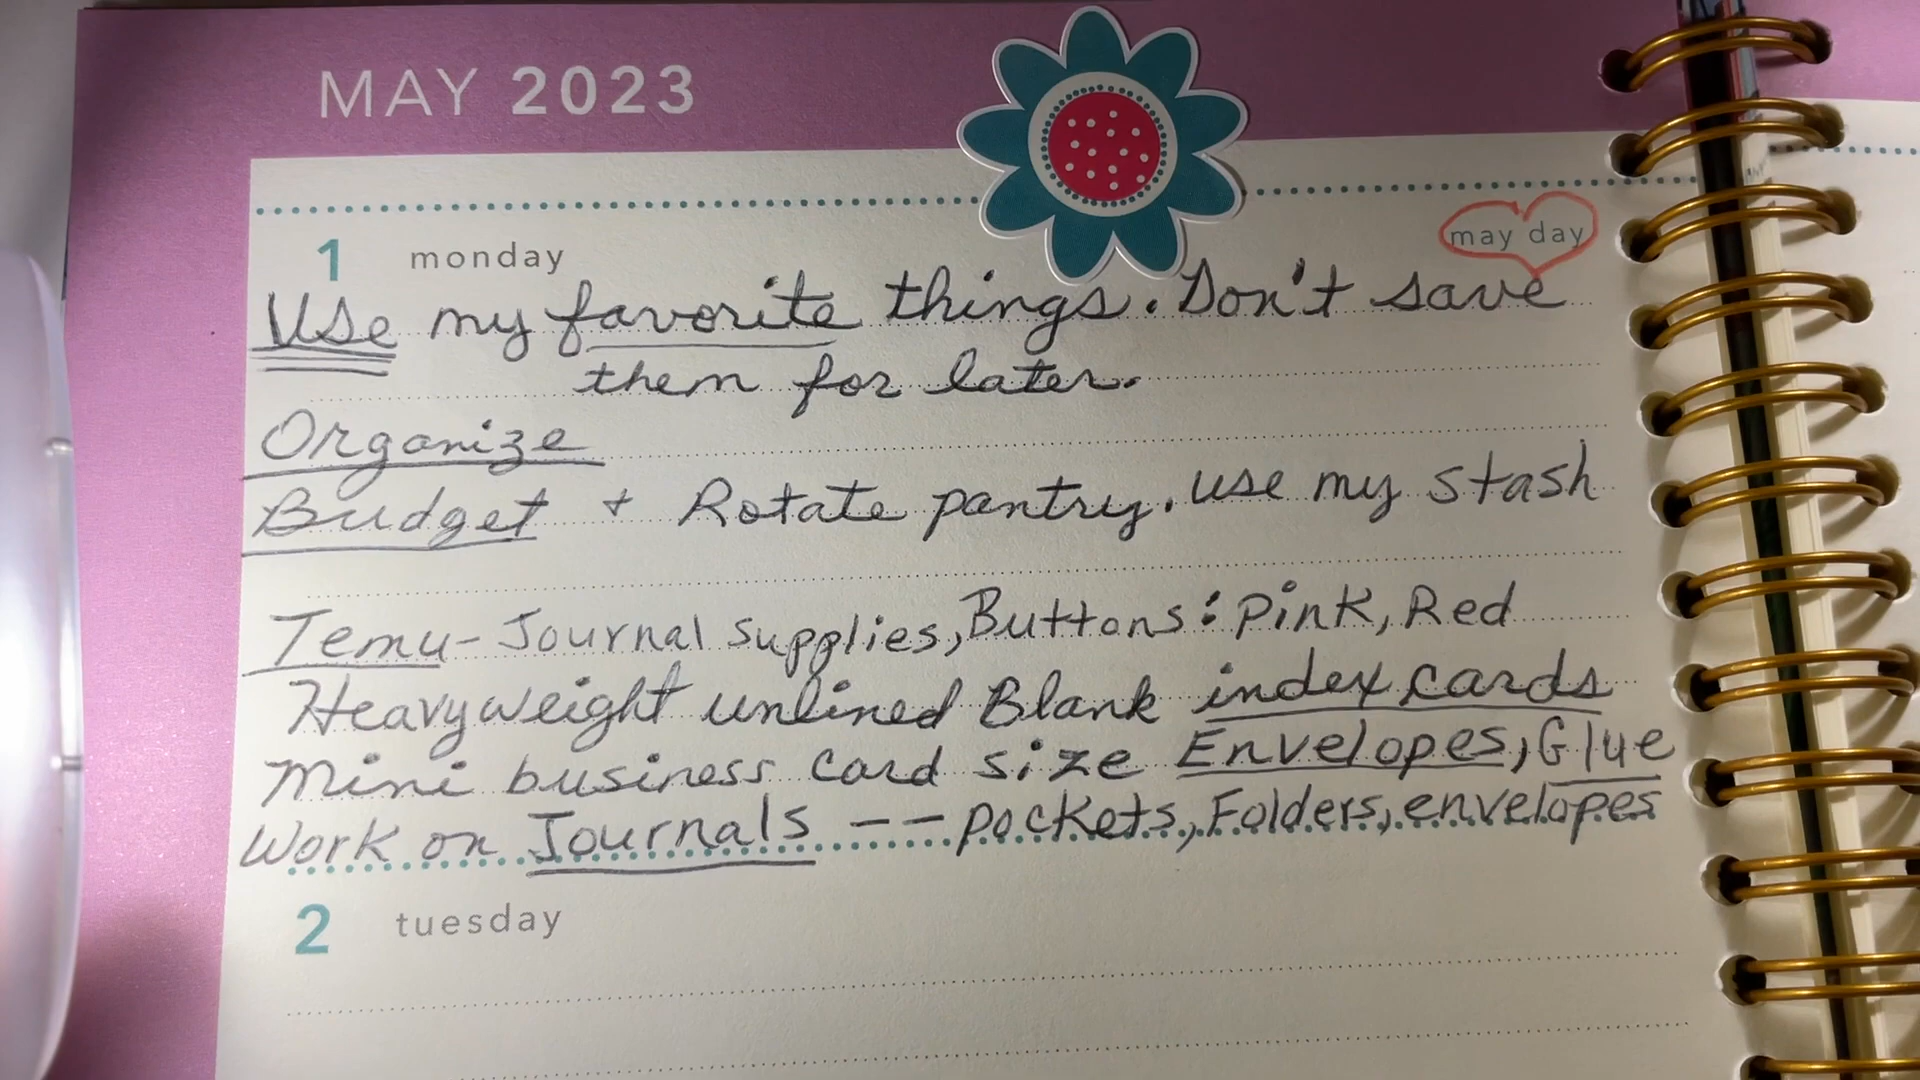 MAY 2023
1 monday
may day
Use my favorite things. Don't save
them for later.
Organize
Budget + Rotate pantry. use my stash
Temu - Journal supplies, Buttons: Pink, Red
Heavyweight unlined Blank index cards
Mini business card size Envelopes, Glue
Work on Journals -- pockets, Folders, envelopes
2 tuesday